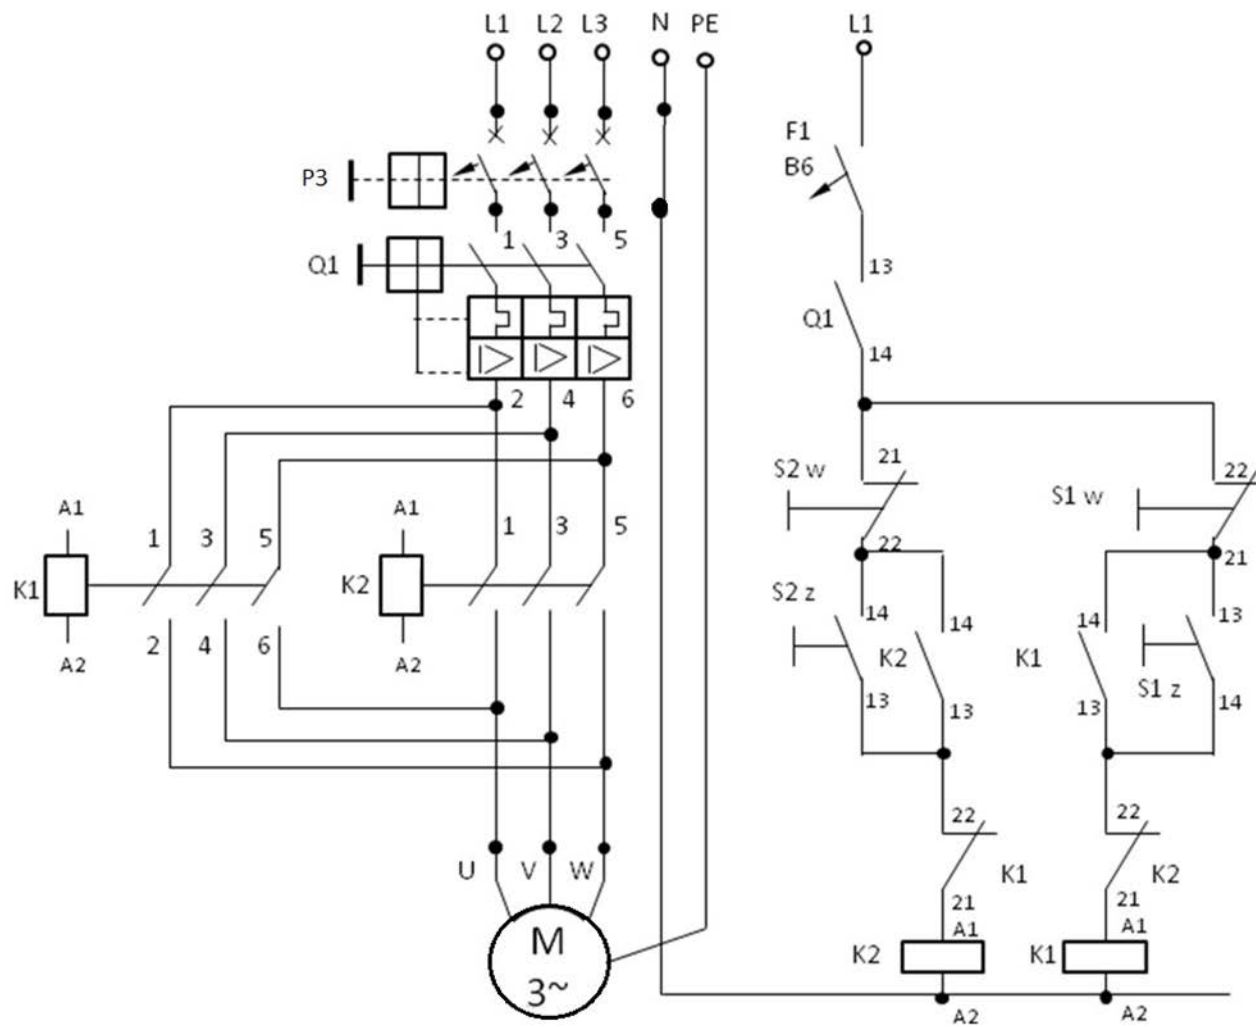 L1 L2 L3 N PE L1
F1
B6
P3
1 3 5
Q1
13
Q1
14
2 4 6
S2 w 21
22
S1 w
22
21
A1 A1
1 3 5 1 3 5
K1 K2
2 4 6
A2 A2
S2 z
14 14 14 13
K2 K1
S1 z
13 13 13 14
22 22
K1 K2
U V W
21 21
A1 A1
M
3~
K2 K1
A2 A2